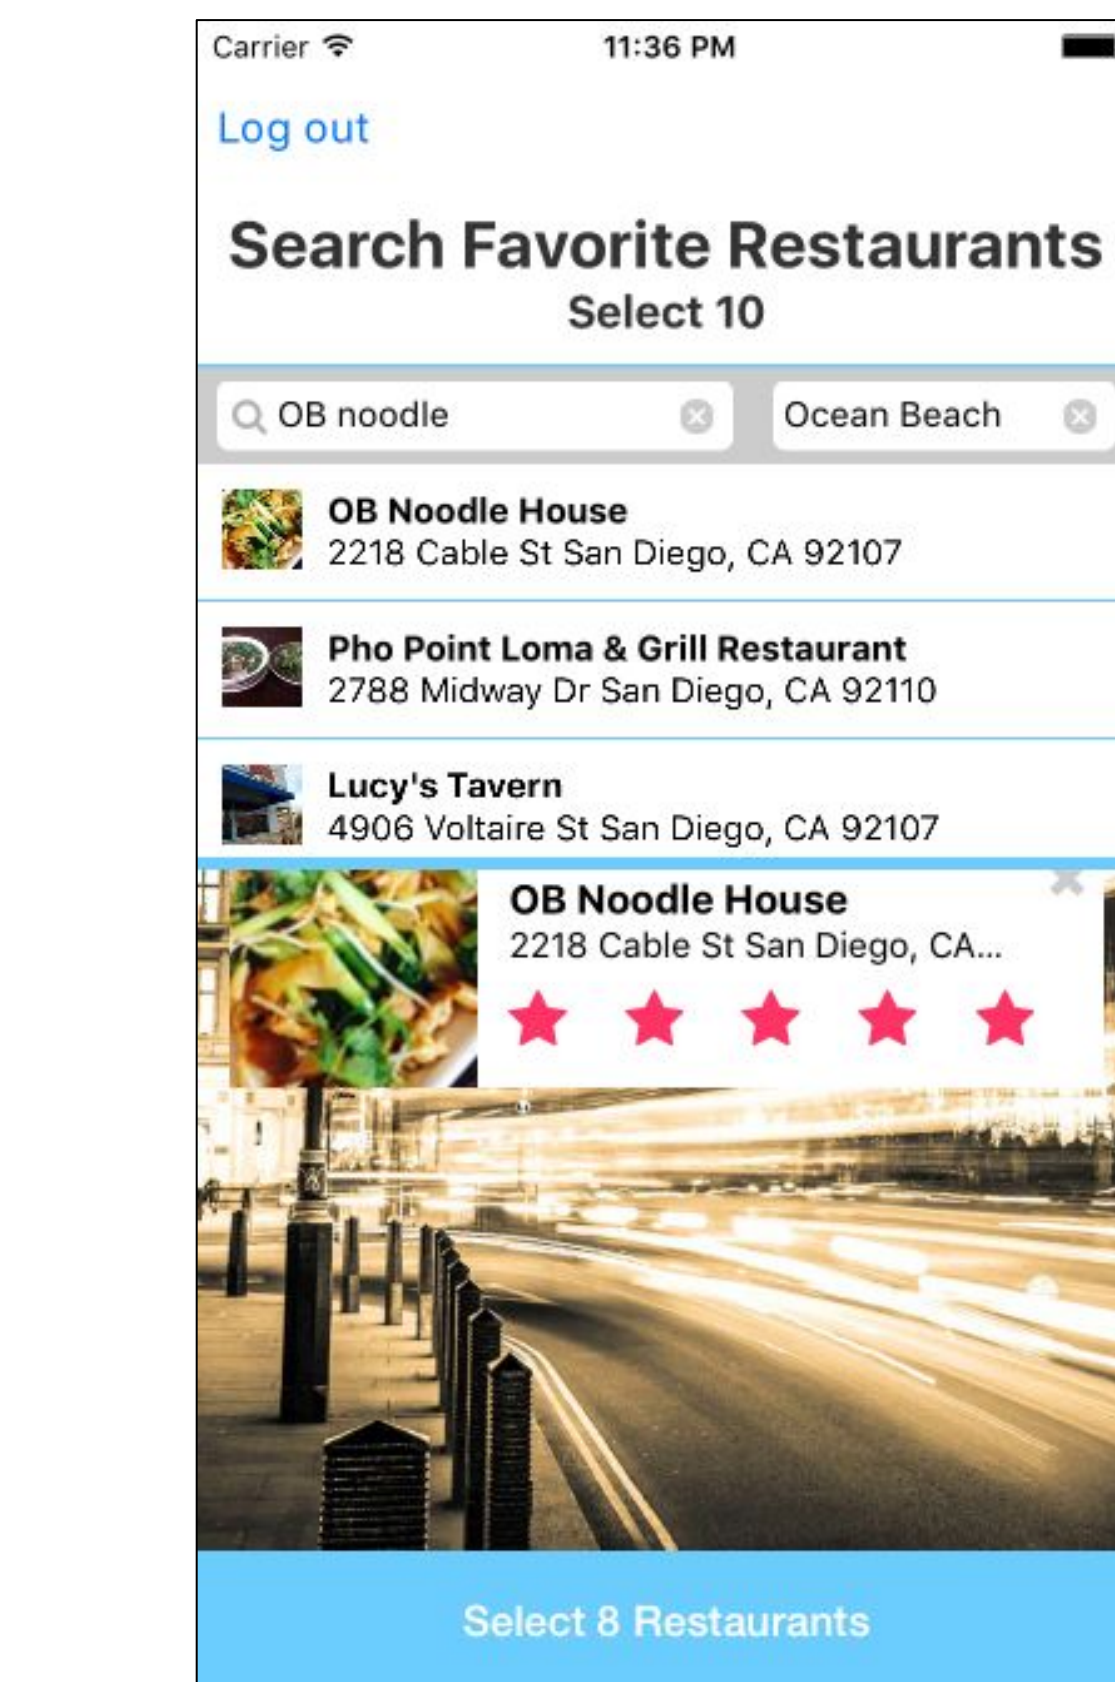 Carrier
11:36 PM
Log out
Search Favorite Restaurants
Select 10
OB noodle
Ocean Beach
OB Noodle House
2218 Cable St San Diego, CA 92107
Pho Point Loma & Grill Restaurant
2788 Midway Dr San Diego, CA 92110
Lucy's Tavern
4906 Voltaire St San Diego, CA 92107
OB Noodle House
2218 Cable St San Diego, CA...
Select 8 Restaurants